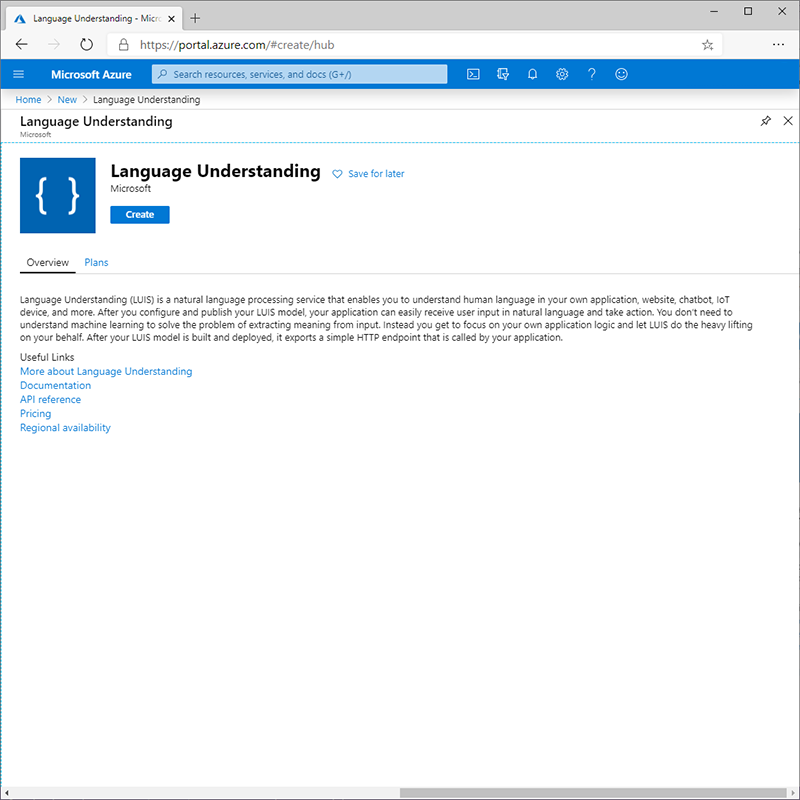 Language Understanding - Micr
https://portal.azure.com/#create/hub
Microsoft Azure
Search resources, services, and docs (G+/)
Home > New > Language Understanding
Language Understanding
Microsoft
{ }
Language Understanding
Save for later
Microsoft
Create
Overview
Plans
Language Understanding (LUIS) is a natural language processing service that enables you to understand human language in your own application, website, chatbot, IoT
device, and more. After you configure and publish your LUIS model, your application can easily receive user input in natural language and take action. You don't need to
understand machine learning to solve the problem of extracting meaning from input. Instead you get to focus on your own application logic and let LUIS do the heavy lifting
on your behalf. After your LUIS model is built and deployed, it exports a simple HTTP endpoint that is called by your application.
Useful Links
More about Language Understanding
Documentation
API reference
Pricing
Regional availability